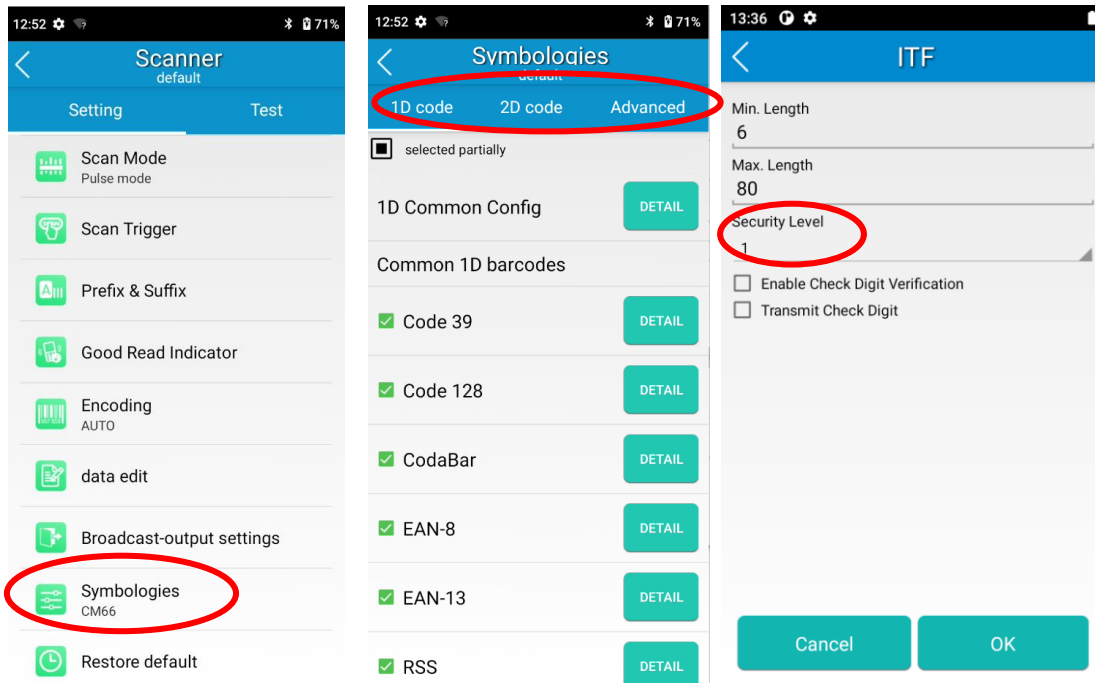 12:52
71%
Scanner
default
Setting
Test
Scan Mode
Pulse mode
Scan Trigger
Prefix & Suffix
Good Read Indicator
Encoding
AUTO
data edit
Broadcast-output settings
Symbologies
CM66
Restore default
12:52
71%
Symbologies
default
1D code
2D code
Advanced
selected partially
1D Common Config
DETAIL
Common 1D barcodes
Code 39
DETAIL
Code 128
DETAIL
CodaBar
DETAIL
EAN-8
DETAIL
EAN-13
DETAIL
RSS
DETAIL
13:36
ITF
Min. Length
6
Max. Length
80
Security Level
1
Enable Check Digit Verification
Transmit Check Digit
Cancel
OK